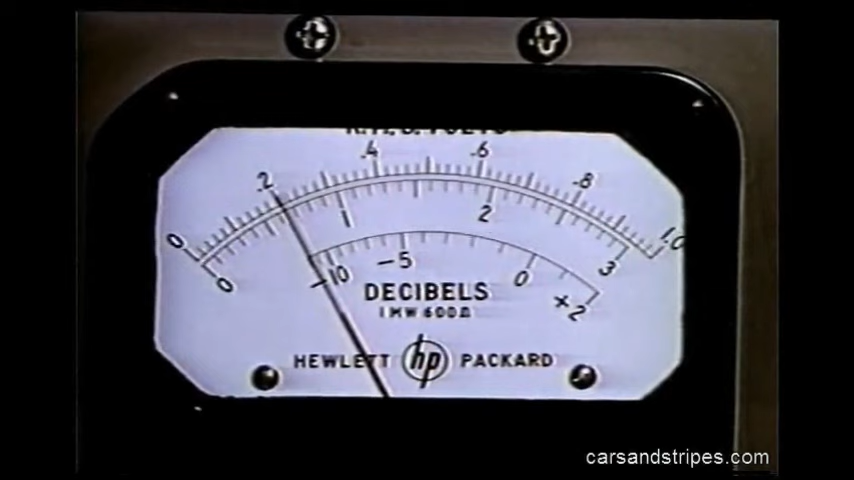 R.M.S. VOLTS
0 .2 .4 .6 .8 1.0
0 1 2 3
-10 -5 0 +2
DECIBELS
1 MW 600Ω
HEWLETT hp PACKARD
carsandstripes.com